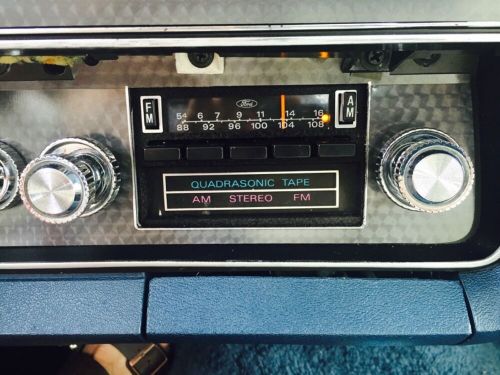 Ford
FM
AM
54 6 7 9 11 14 16
88 92 96 100 104 108
QUADRASONIC TAPE
AM STEREO FM